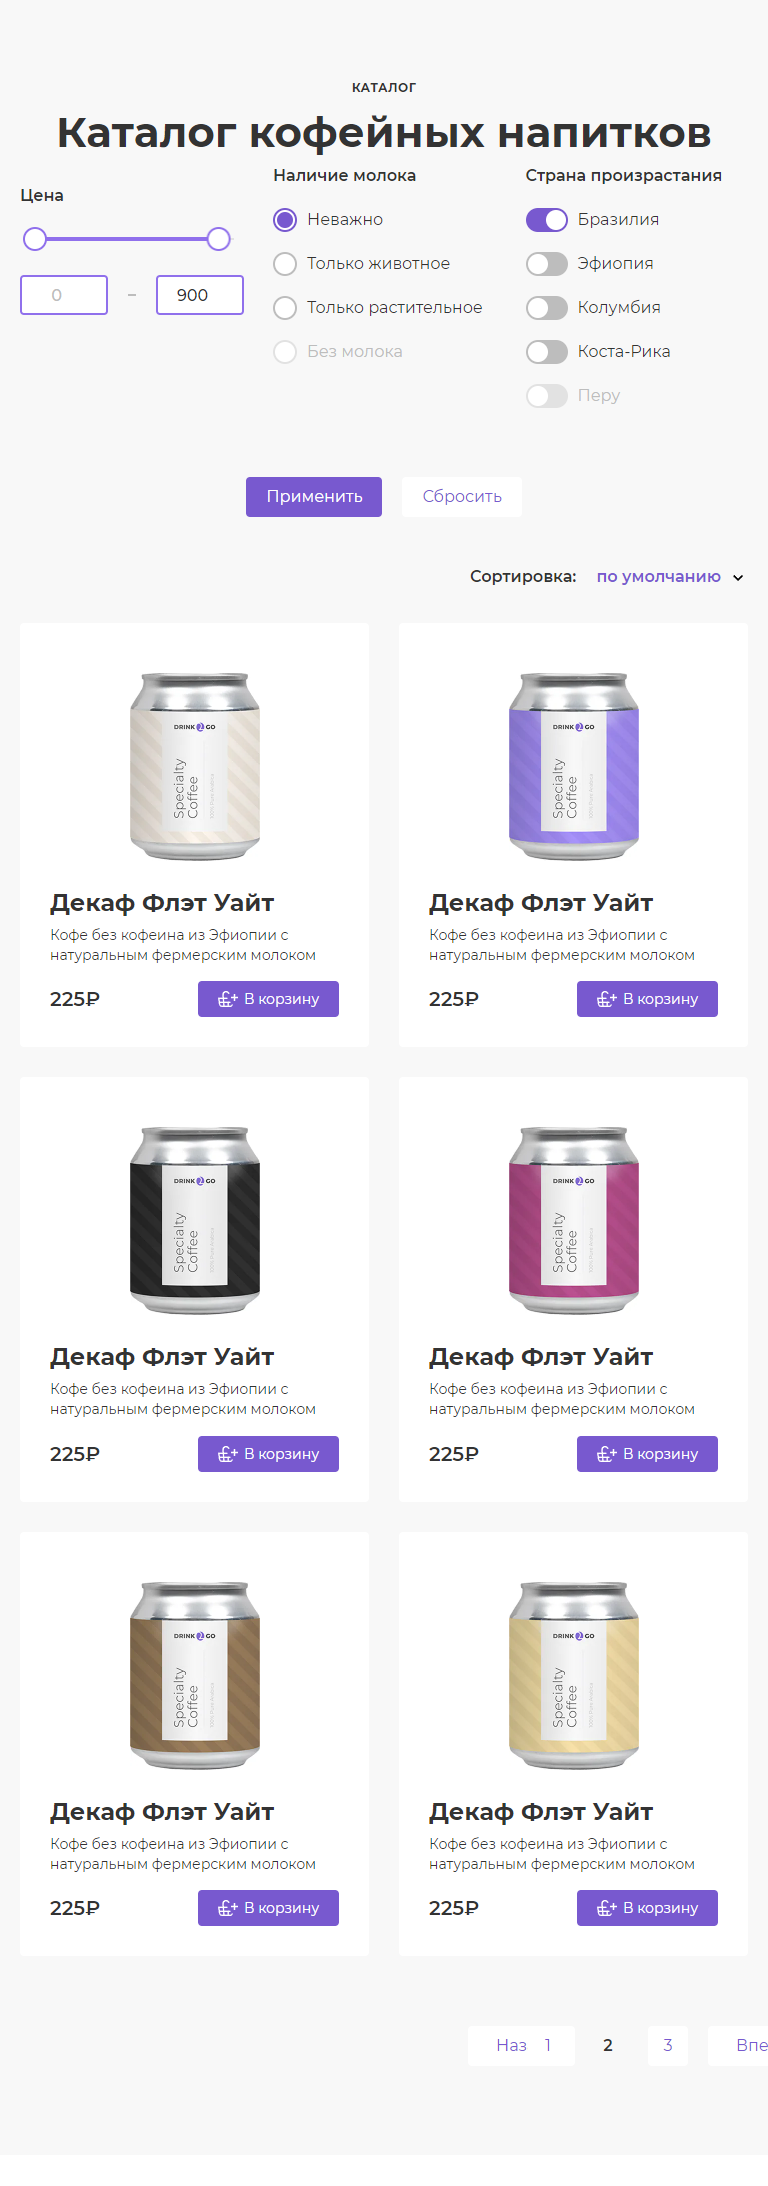 КАТАЛОГ
Каталог кофейных напитков
Цена
0 – 900
Наличие молока
Неважно
Только животное
Только растительное
Без молока
Страна произрастания
Бразилия
Эфиопия
Колумбия
Коста-Рика
Перу
Применить
Сбросить
Сортировка: по умолчанию
DRINK 2 GO
Specialty
Coffee
100% Pure Arabica
Декаф Флэт Уайт
Кофе без кофеина из Эфиопии с
натуральным фермерским молоком
225₽
В корзину
DRINK 2 GO
Specialty
Coffee
100% Pure Arabica
Декаф Флэт Уайт
Кофе без кофеина из Эфиопии с
натуральным фермерским молоком
225₽
В корзину
DRINK 2 GO
Specialty
Coffee
100% Pure Arabica
Декаф Флэт Уайт
Кофе без кофеина из Эфиопии с
натуральным фермерским молоком
225₽
В корзину
DRINK 2 GO
Specialty
Coffee
100% Pure Arabica
Декаф Флэт Уайт
Кофе без кофеина из Эфиопии с
натуральным фермерским молоком
225₽
В корзину
DRINK 2 GO
Specialty
Coffee
100% Pure Arabica
Декаф Флэт Уайт
Кофе без кофеина из Эфиопии с
натуральным фермерским молоком
225₽
В корзину
DRINK 2 GO
Specialty
Coffee
100% Pure Arabica
Декаф Флэт Уайт
Кофе без кофеина из Эфиопии с
натуральным фермерским молоком
225₽
В корзину
Наз 1 2 3 Впе